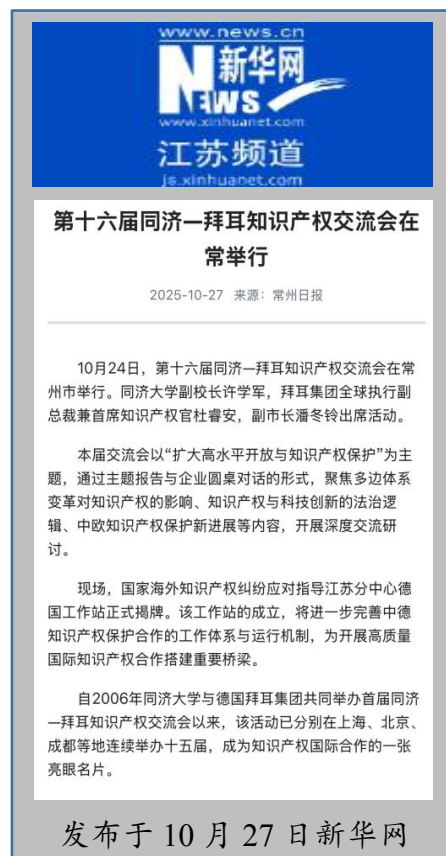 www.news.cn
新华网
NEWS
www.xinhuanet.com
江苏频道
js.xinhuanet.com
第十六届同济—拜耳知识产权交流会在
常举行
2025-10-27 来源：常州日报
10月24日，第十六届同济—拜耳知识产权交流会在常
州市举行。同济大学副校长许学军，拜耳集团全球执行副
总裁兼首席知识产权官杜睿安，副市长潘冬铃出席活动。
本届交流会以“扩大高水平开放与知识产权保护”为主
题，通过主题报告与企业圆桌对话的形式，聚焦多边体系
变革对知识产权的影响、知识产权与科技创新的法治逻
辑、中欧知识产权保护新进展等内容，开展深度交流研
讨。
现场，国家海外知识产权纠纷应对指导江苏分中心德
国工作站正式揭牌。该工作站的成立，将进一步完善中德
知识产权保护合作的工作体系与运行机制，为开展高质量
国际知识产权合作搭建重要桥梁。
自2006年同济大学与德国拜耳集团共同举办首届同济
—拜耳知识产权交流会以来，该活动已分别在上海、北京、
成都等地连续举办十五届，成为知识产权国际合作的一张
亮眼名片。
发布于 10 月 27 日新华网